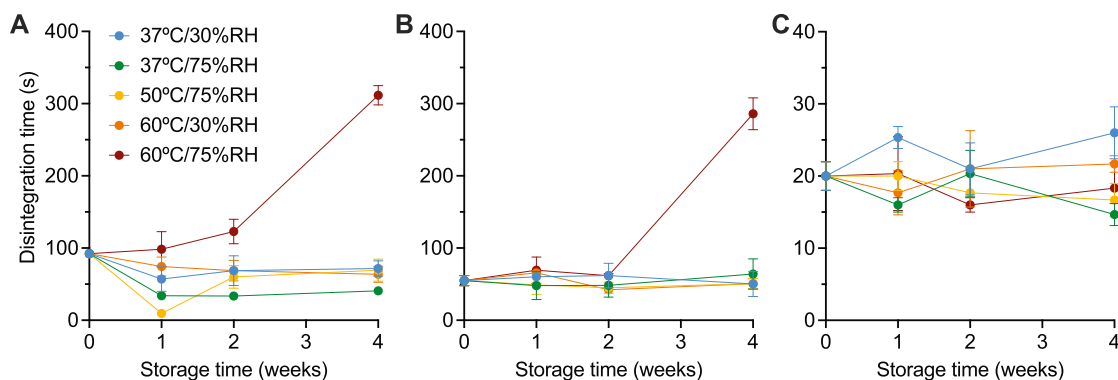 A
B
C
37ºC/30%RH
37ºC/75%RH
50ºC/75%RH
60ºC/30%RH
60ºC/75%RH
Disintegration time (s)
400
300
200
100
0
0 1 2 3 4
Storage time (weeks)
400
300
200
100
0
0 1 2 3 4
Storage time (weeks)
40
30
20
10
0
0 1 2 3 4
Storage time (weeks)